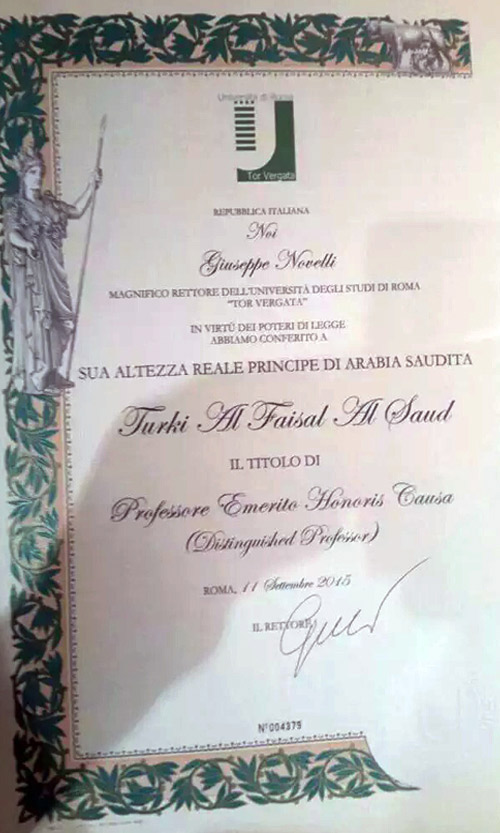 Università di Roma
Tor Vergata
REPUBBLICA ITALIANA
Noi
Giuseppe Novelli
MAGNIFICO RETTORE DELL'UNIVERSITÀ DEGLI STUDI DI ROMA
"TOR VERGATA"
IN VIRTÚ DEI POTERI DI LEGGE
ABBIAMO CONFERITO A
SUA ALTEZZA REALE PRINCIPE DI ARABIA SAUDITA
Turki Al Faisal Al Saud
IL TITOLO DI
Professore Emerito Honoris Causa
(Distinguished Professor)
ROMA, 11 Settembre 2015
IL RETTORE
N° 004379